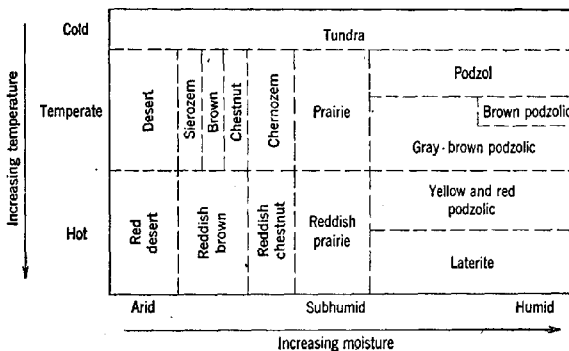 Cold
Tundra
Increasing temperature
Temperate
Desert
Sierozem
Brown
Chestnut
Chernozem
Prairie
Podzol
Brown podzolic
Gray-brown podzolic
Hot
Red
desert
Reddish
brown
Reddish
chestnut
Reddish
prairie
Yellow and red
podzolic
Laterite
Arid
Subhumid
Humid
Increasing moisture